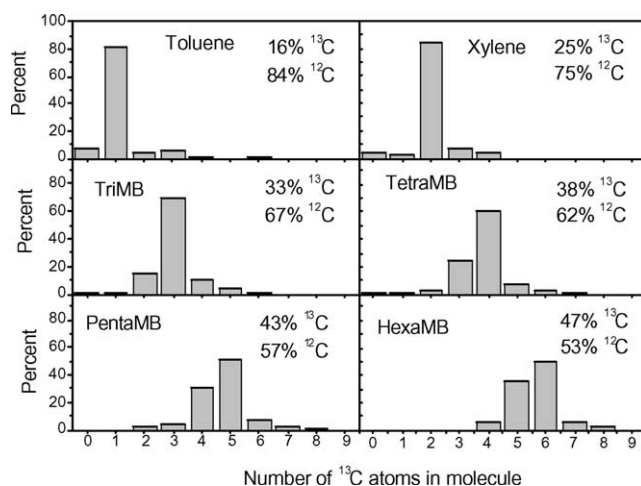 Percent
100
80
60
40
20
0
Toluene
16% ¹³C
84% ¹²C
Xylene
25% ¹³C
75% ¹²C
Percent
80
60
40
20
0
TriMB
33% ¹³C
67% ¹²C
TetraMB
38% ¹³C
62% ¹²C
Percent
80
60
40
20
0
PentaMB
43% ¹³C
57% ¹²C
HexaMB
47% ¹³C
53% ¹²C
0 1 2 3 4 5 6 7 8 9
0 1 2 3 4 5 6 7 8 9
Number of ¹³C atoms in molecule